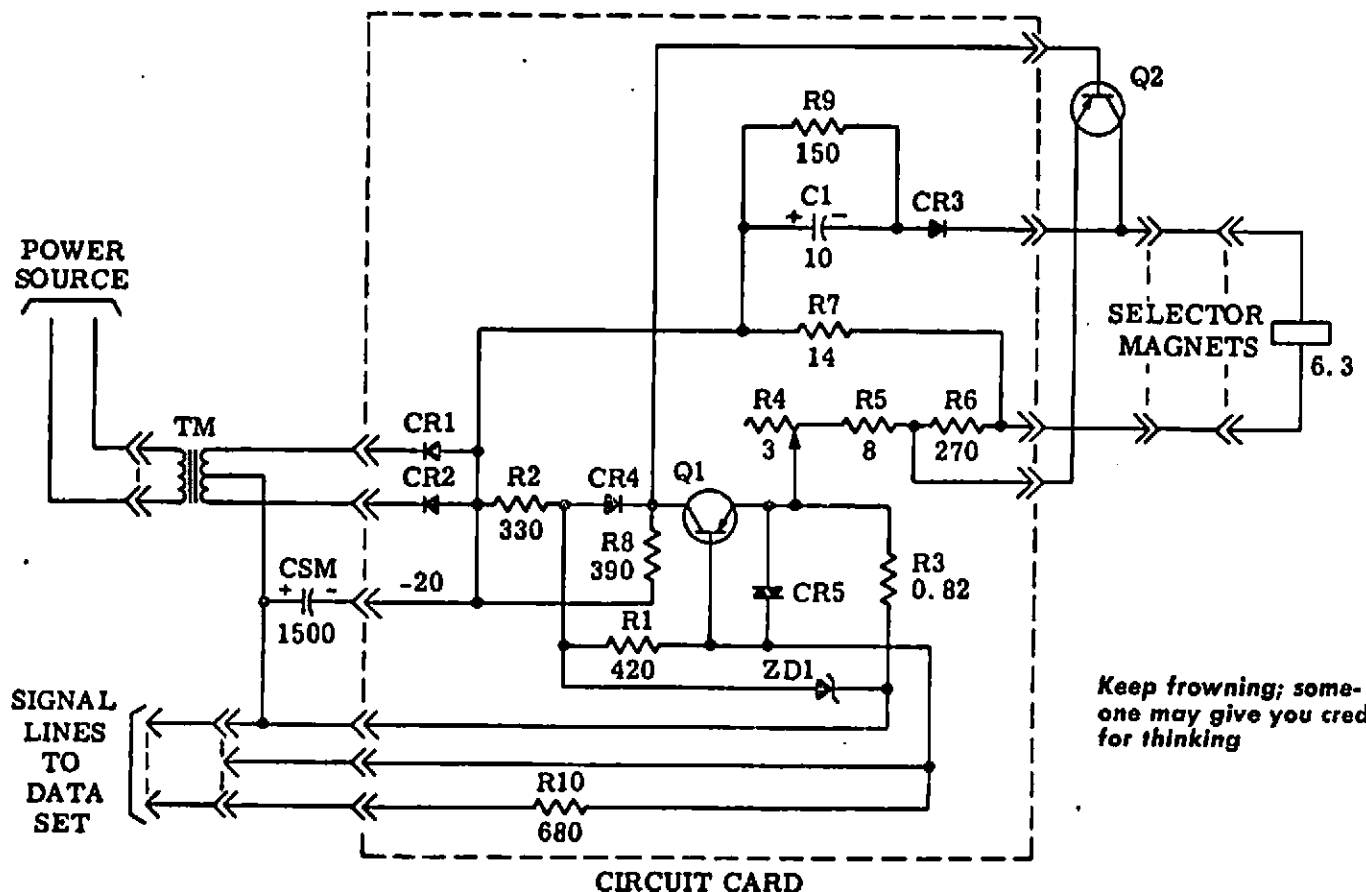 Q2
R9
150
C1
+ -
10
CR3
POWER
SOURCE
R7
14
SELECTOR
MAGNETS
6.3
TM
CR1
CR2
R4
3
R5
8
R6
270
R2
330
CR4
Q1
R8
390
CSM
+ -
1500
-20
CR5
R3
0.82
R1
420
ZD1
SIGNAL
LINES
TO
DATA
SET
R10
680
Keep frowning; some-
one may give you cred
for thinking
CIRCUIT CARD